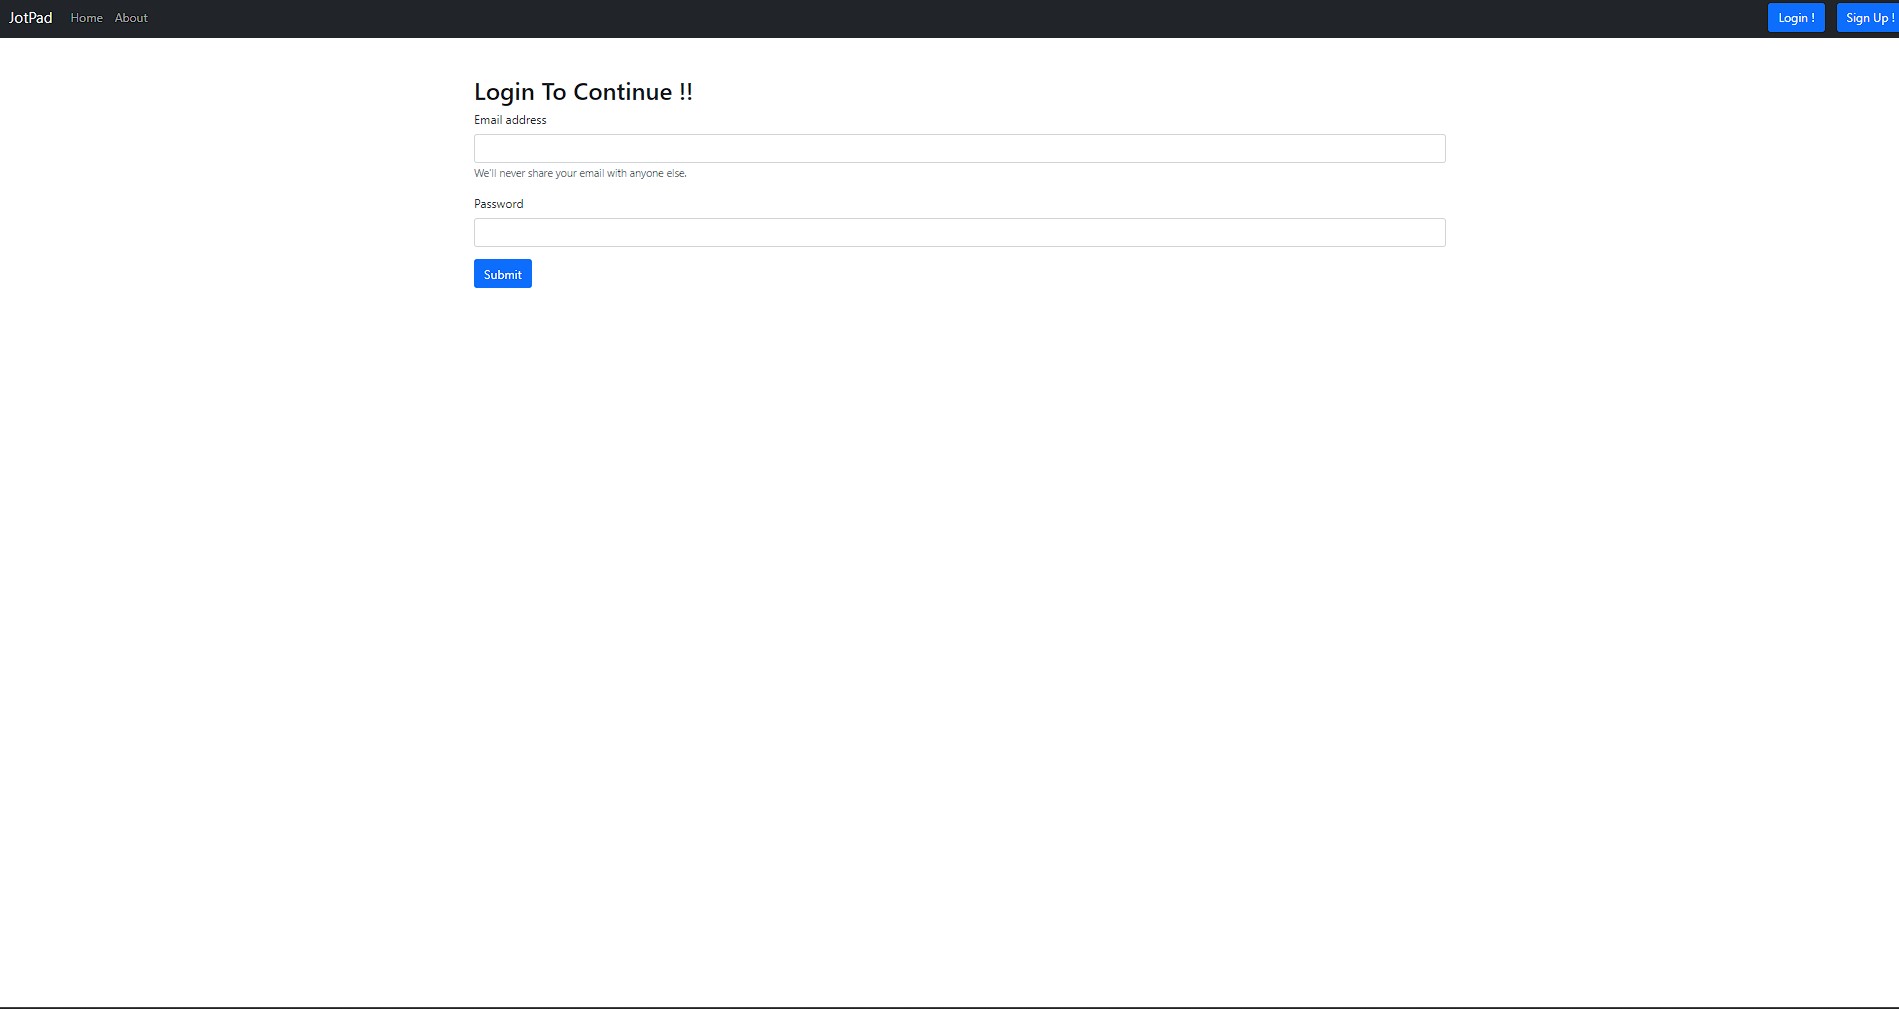 JotPad Home About Login ! Sign Up !
Login To Continue !!
Email address
We'll never share your email with anyone else.
Password
Submit